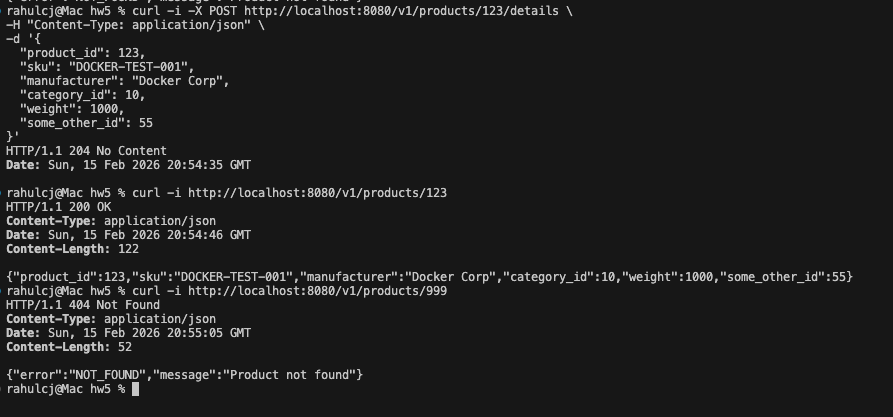 rahulcj@Mac hw5 % curl -i -X POST http://localhost:8080/v1/products/123/details \
-H "Content-Type: application/json" \
-d '{
  "product_id": 123,
  "sku": "DOCKER-TEST-001",
  "manufacturer": "Docker Corp",
  "category_id": 10,
  "weight": 1000,
  "some_other_id": 55
}'
HTTP/1.1 204 No Content
Date: Sun, 15 Feb 2026 20:54:35 GMT

rahulcj@Mac hw5 % curl -i http://localhost:8080/v1/products/123
HTTP/1.1 200 OK
Content-Type: application/json
Date: Sun, 15 Feb 2026 20:54:46 GMT
Content-Length: 122

{"product_id":123,"sku":"DOCKER-TEST-001","manufacturer":"Docker Corp","category_id":10,"weight":1000,"some_other_id":55}
rahulcj@Mac hw5 % curl -i http://localhost:8080/v1/products/999
HTTP/1.1 404 Not Found
Content-Type: application/json
Date: Sun, 15 Feb 2026 20:55:05 GMT
Content-Length: 52

{"error":"NOT_FOUND","message":"Product not found"}
rahulcj@Mac hw5 %